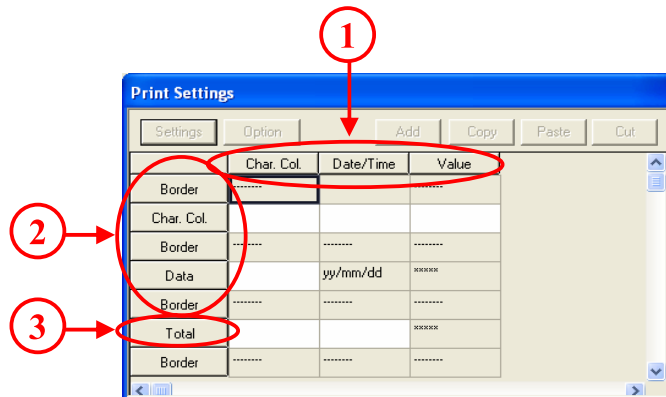 1
Print Settings
Settings Option Add Copy Paste Cut
Char. Col. Date/Time Value
Border -------- --------
Char. Col.
2
Border -------- -------- --------
Data yy/mm/dd *****
Border -------- -------- --------
3
Total *****
Border -------- -------- --------